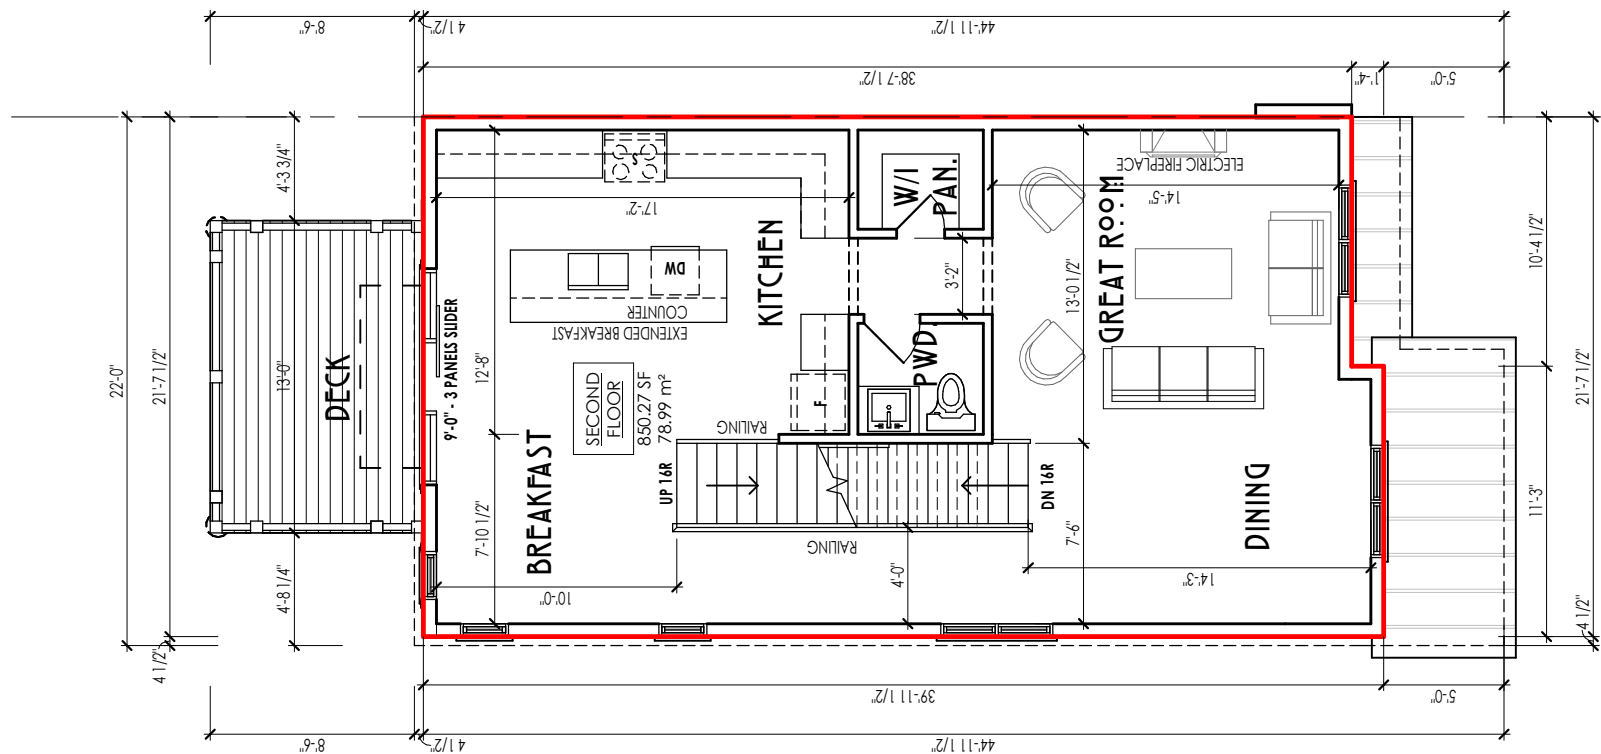 8'-6"
4 1/2"
44'-11 1/2"
38'-7 1/2"
1'-4"
5'-0"
22'-0"
21'-7 1/2"
4'-3 3/4"
13'-0"
4'-8 1/4"
4 1/2"
DECK
9'-0" - 3 PANELS SLIDER
17'-2"
S
DW
EXTENDED BREAKFAST
COUNTER
KITCHEN
12'-8"
7'-10 1/2"
SECOND
FLOOR
850.27 SF
78.99 m²
BREAKFAST
F
W/I
PAN.
3'-2"
PWD.
RAILING
UP 16R
DN 16R
RAILING
10'-0"
4'-0"
13'-0 1/2"
7'-6"
GREAT ROOM
ELECTRIC FIREPLACE
14'-5"
DINING
14'-3"
10'-4 1/2"
11'-3"
21'-7 1/2"
4 1/2"
39'-11 1/2"
5'-0"
8'-6"
4 1/2"
44'-11 1/2"